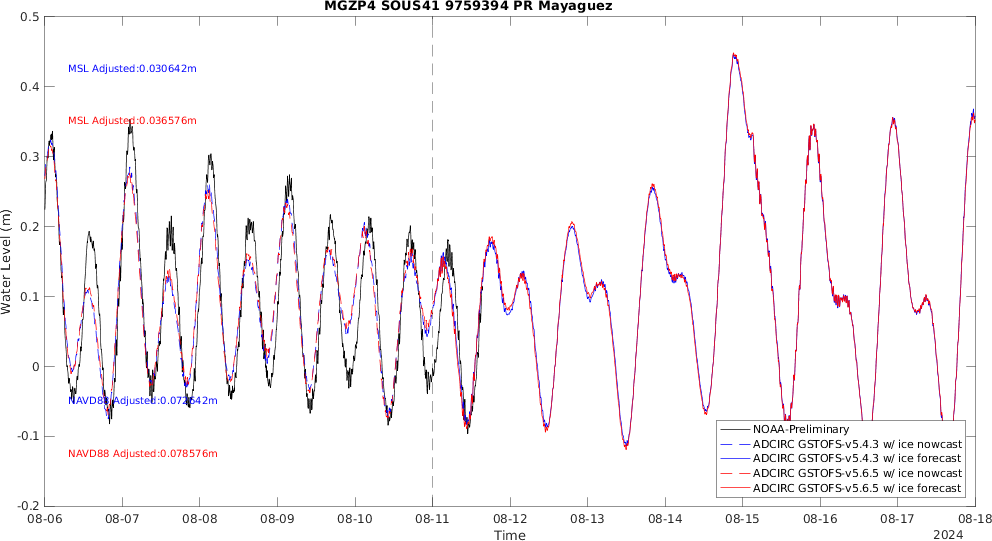 MGZP4 SOUS41 9759394 PR Mayaguez
0.5
0.4
0.3
0.2
0.1
0
-0.1
-0.2
Water Level (m)
MSL Adjusted:0.030642m
MSL Adjusted:0.036576m
NAVD88 Adjusted:0.072642m
NAVD88 Adjusted:0.078576m
NOAA-Preliminary
ADCIRC GSTOFS-v5.4.3 w/ ice nowcast
ADCIRC GSTOFS-v5.4.3 w/ ice forecast
ADCIRC GSTOFS-v5.6.5 w/ ice nowcast
ADCIRC GSTOFS-v5.6.5 w/ ice forecast
08-06 08-07 08-08 08-09 08-10 08-11 08-12 08-13 08-14 08-15 08-16 08-17 08-18
Time
2024